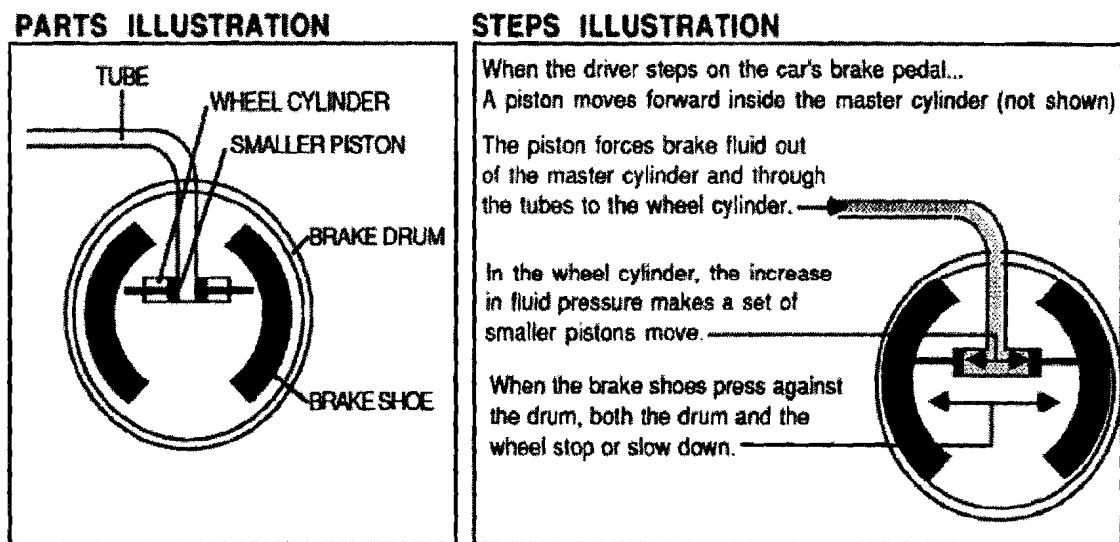 PARTS ILLUSTRATION
TUBE
WHEEL CYLINDER
SMALLER PISTON
BRAKE DRUM
BRAKE SHOE
STEPS ILLUSTRATION
When the driver steps on the car's brake pedal...
A piston moves forward inside the master cylinder (not shown)
The piston forces brake fluid out
of the master cylinder and through
the tubes to the wheel cylinder.
In the wheel cylinder, the increase
in fluid pressure makes a set of
smaller pistons move.
When the brake shoes press against
the drum, both the drum and the
wheel stop or slow down.